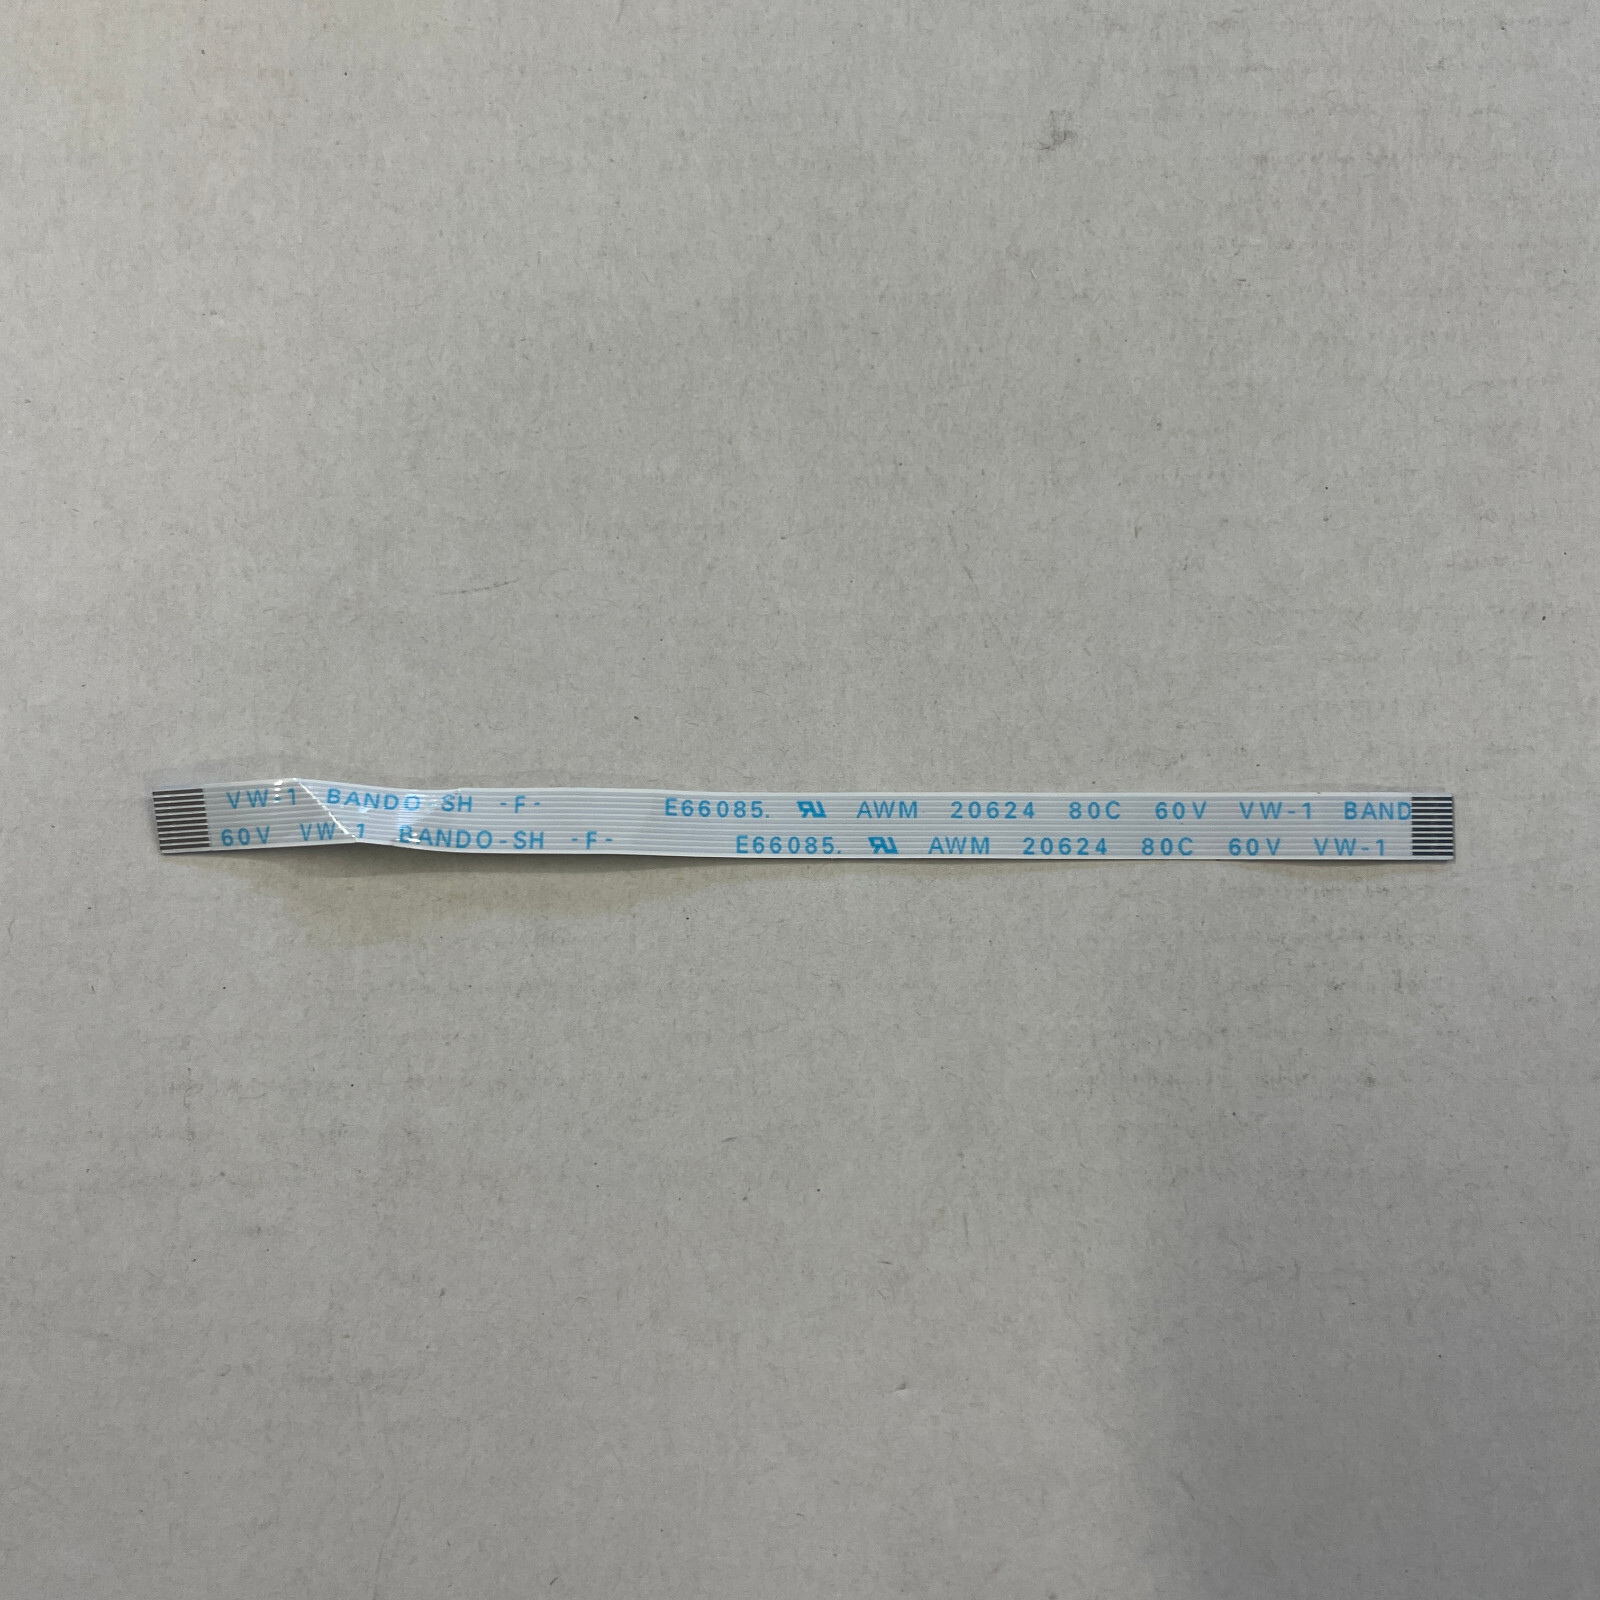 VW-1 BANDO-SH -F- E66085. AWM 20624 80C 60V VW-1 BAND
60V VW-1 BANDO-SH -F- E66085. AWM 20624 80C 60V VW-1